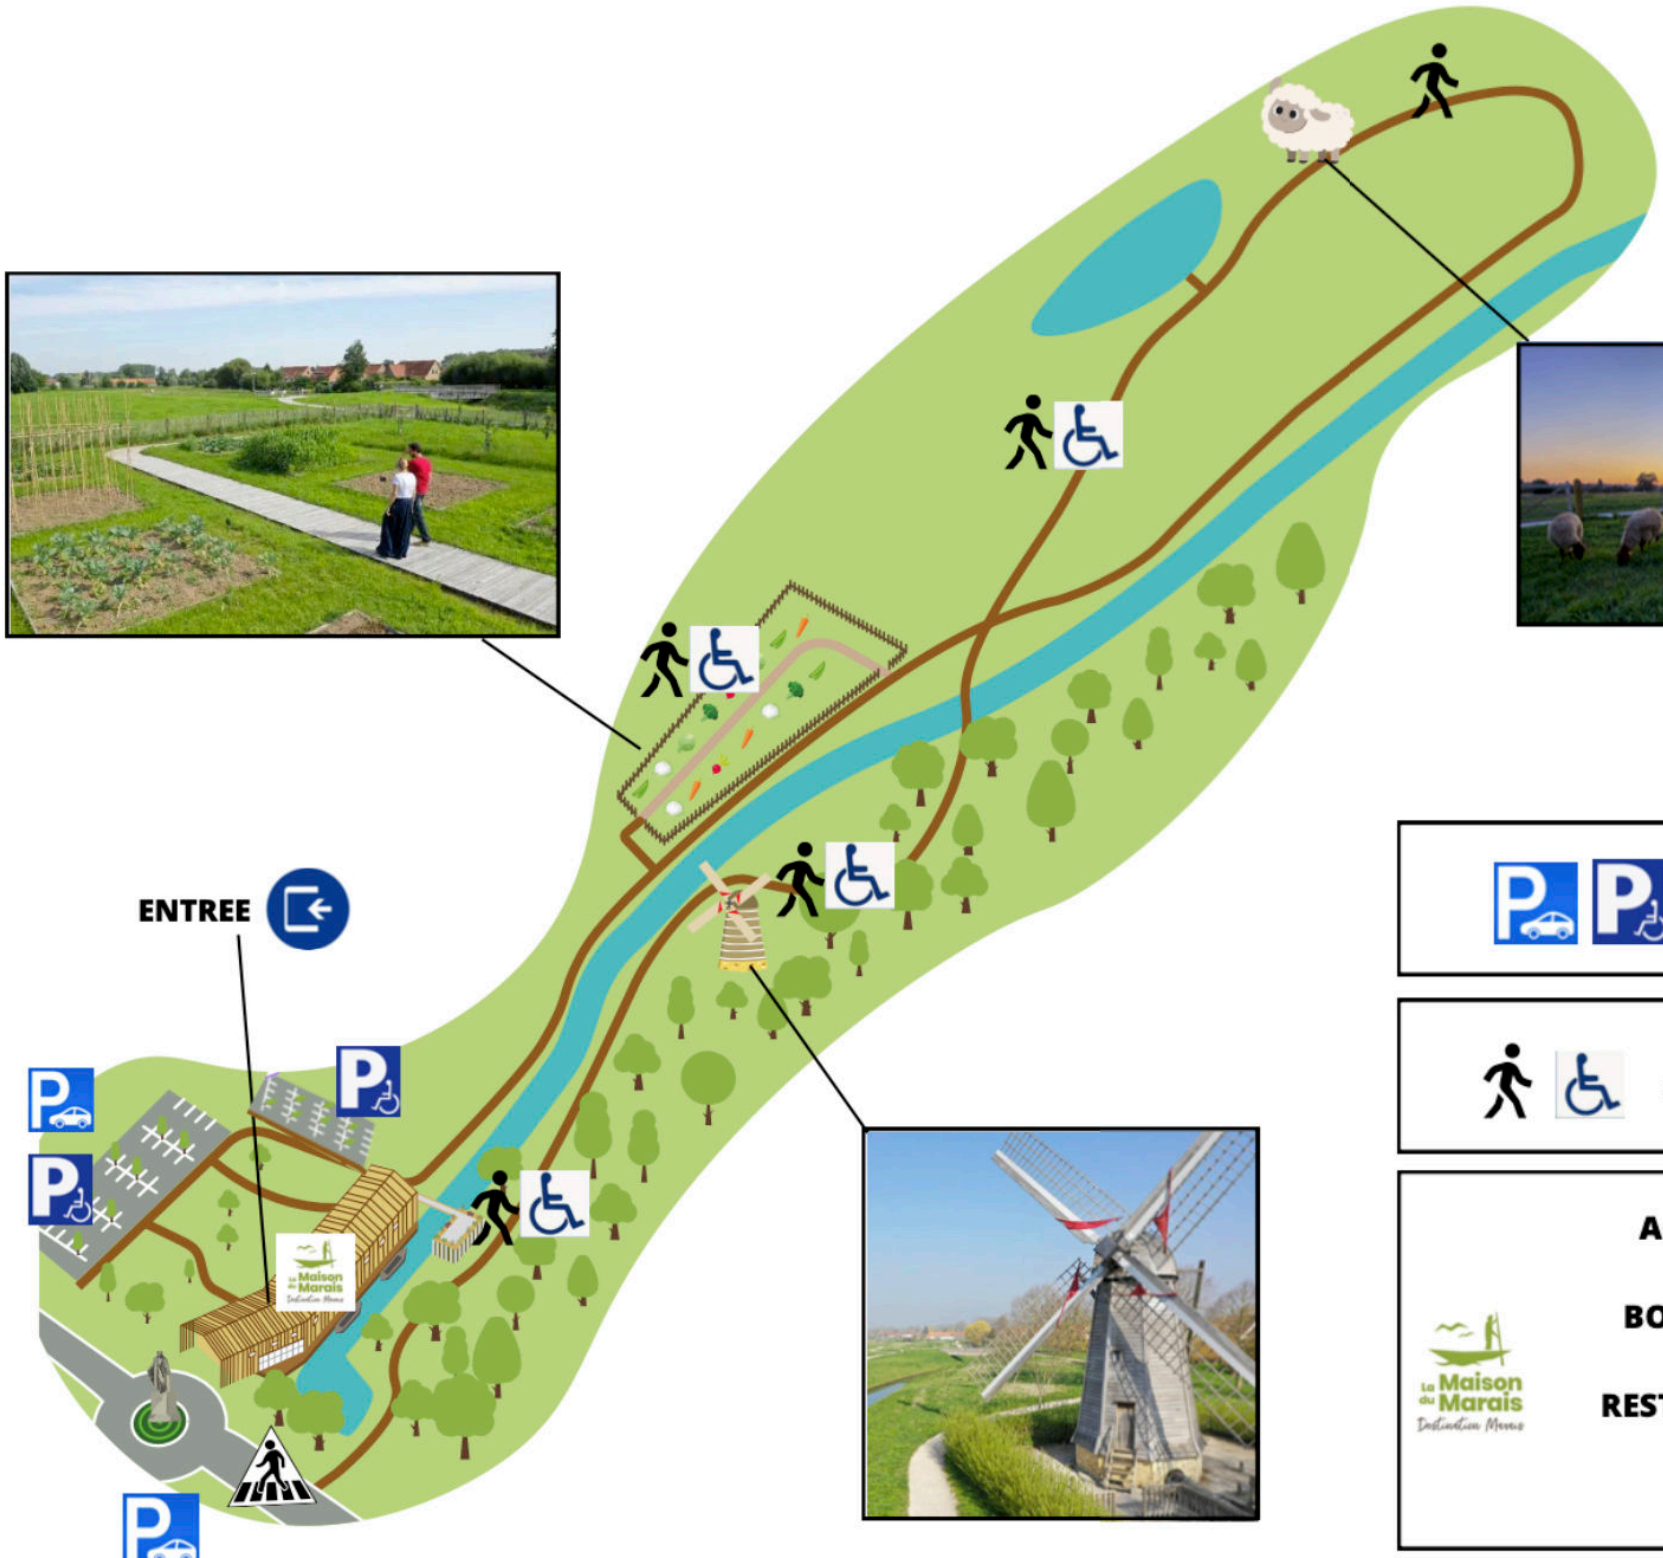 ENTREE
P
P
P
La Maison
du Marais
Destination Marais
P
P
P
A
BO
La Maison
du Marais
REST
Destination Marais